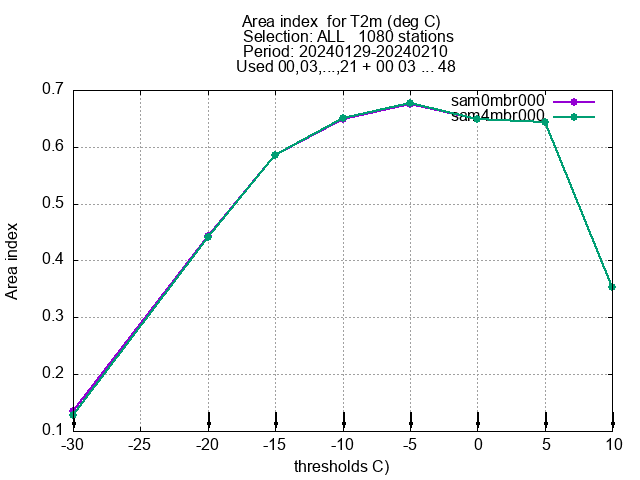 Area index  for T2m (deg C)
Selection: ALL   1080 stations
Period: 20240129-20240210
Used 00,03,...,21 + 00 03 ... 48
sam0mbr000
sam4mbr000
0.7
0.6
0.5
0.4
0.3
0.2
0.1
Area index
-30 -25 -20 -15 -10 -5 0 5 10
thresholds C)